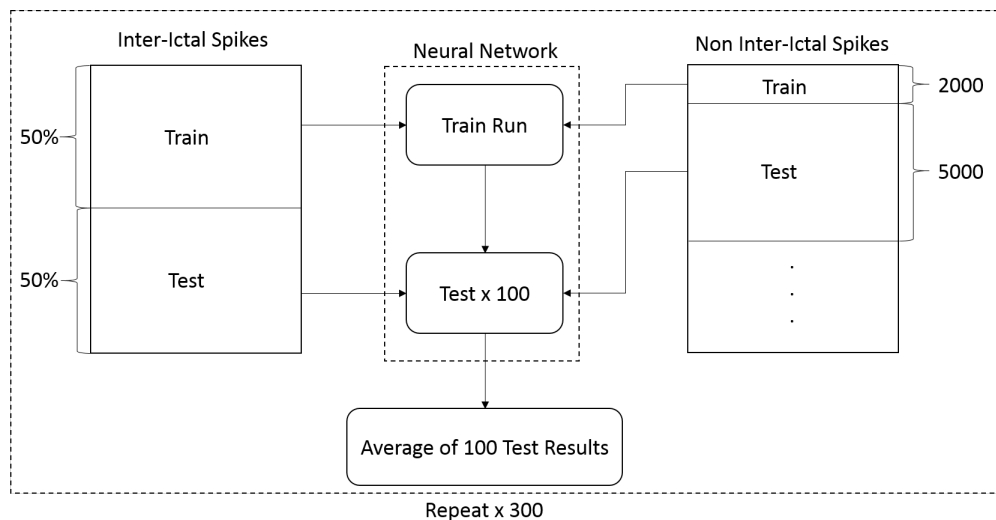 Inter-Ictal Spikes
Neural Network
Non Inter-Ictal Spikes
50%
Train
Train Run
Train
2000
Test
5000
50%
Test
Test x 100
Average of 100 Test Results
Repeat x 300